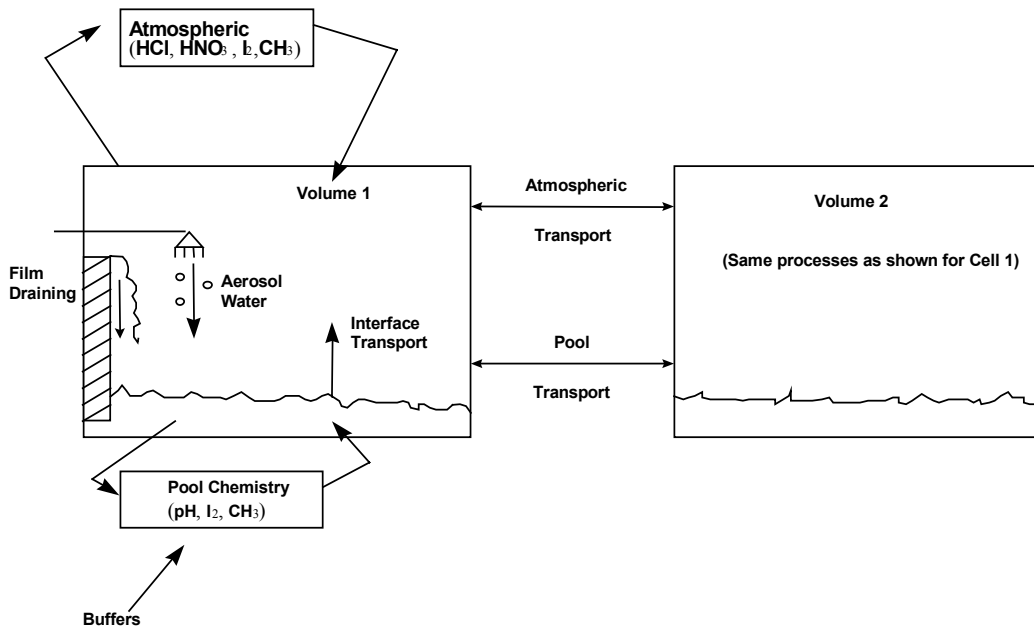 Atmospheric
(HCl, HNO₃ , I₂,CH₃)
Volume 1
Atmospheric
Transport
Volume 2
(Same processes as shown for Cell 1)
Film
Draining
Aerosol
Water
Interface
Transport
Pool
Transport
Pool Chemistry
(pH, I₂, CH₃)
Buffers